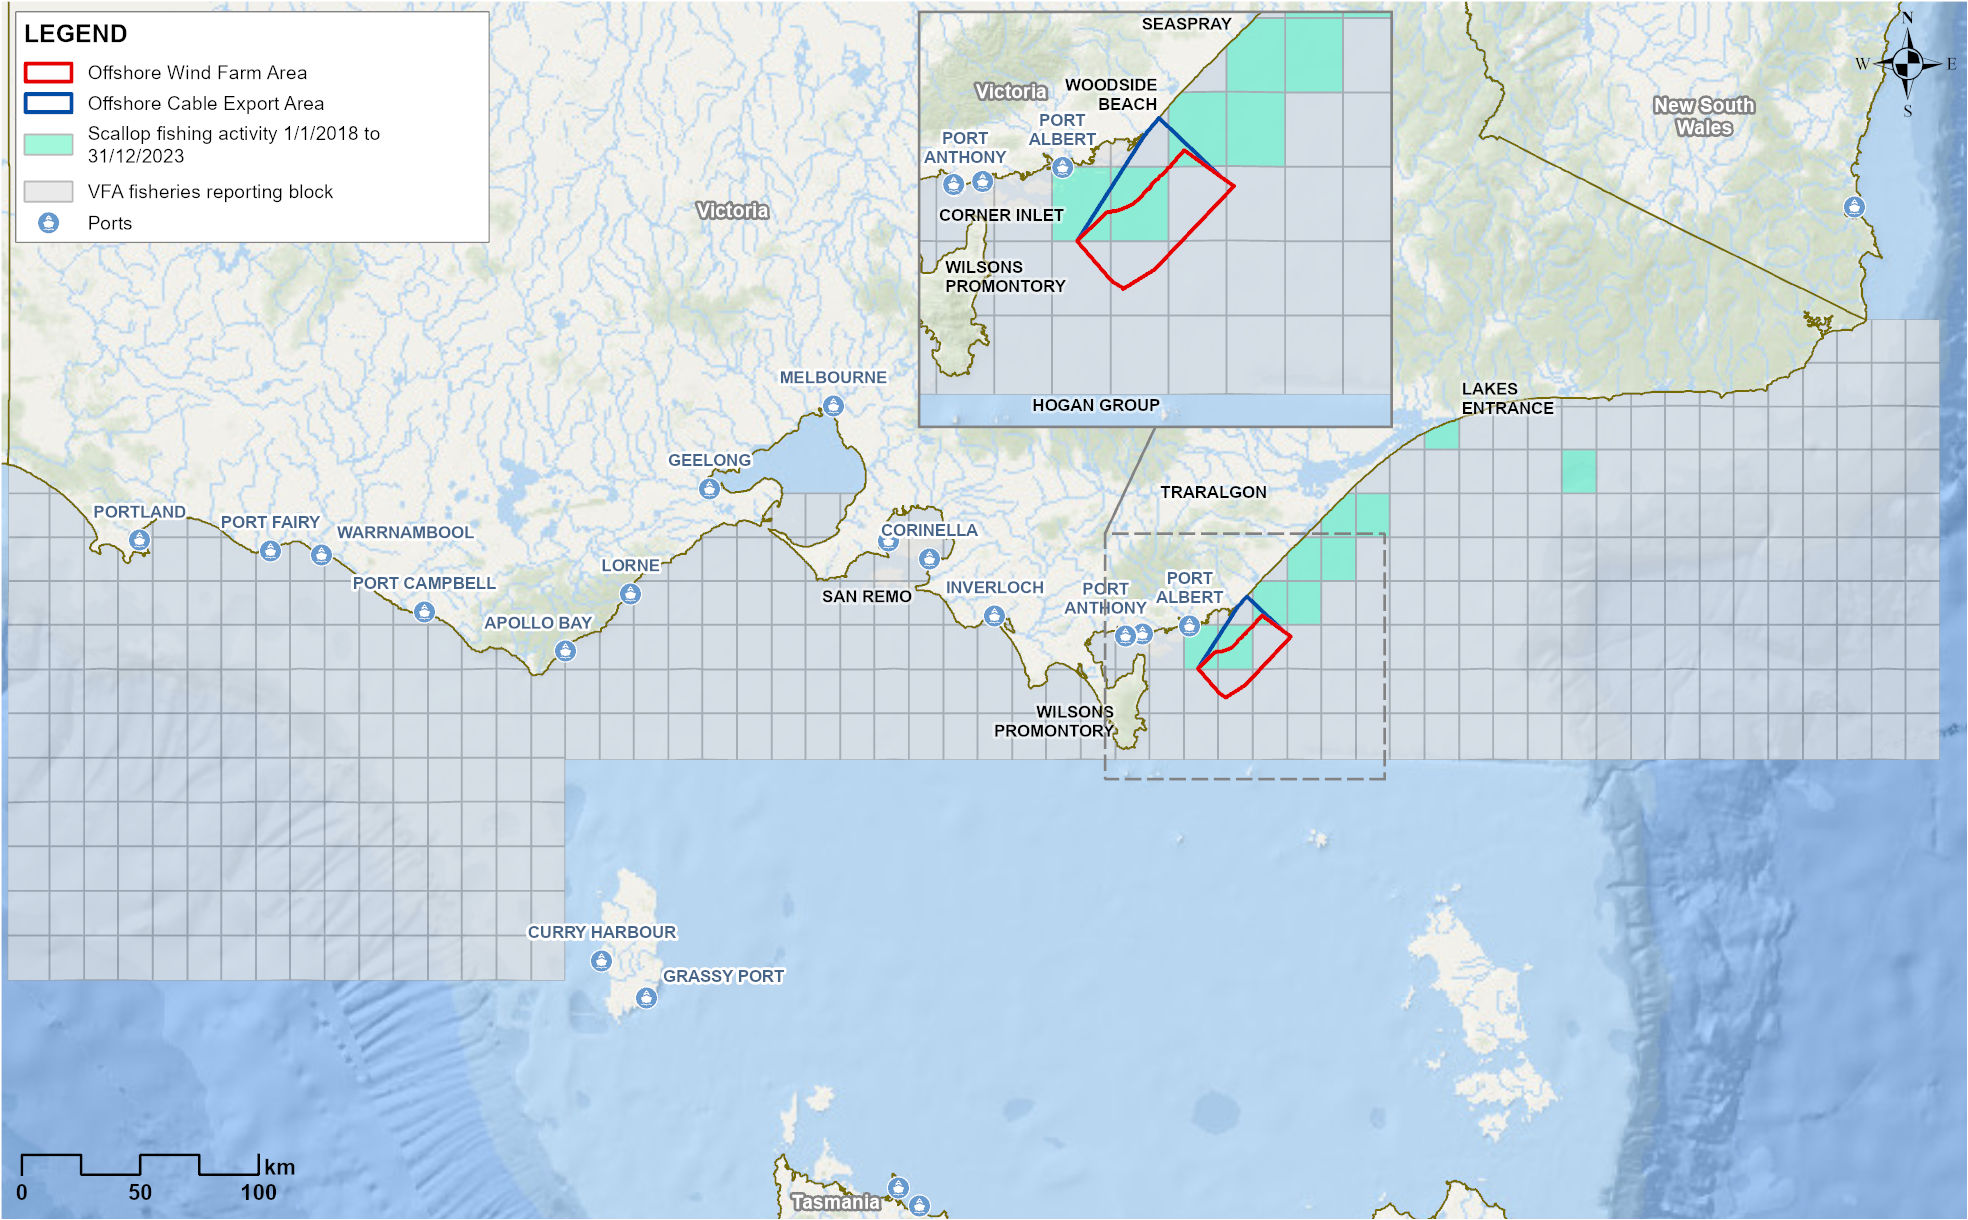 LEGEND
Offshore Wind Farm Area
Offshore Cable Export Area
Scallop fishing activity 1/1/2018 to
31/12/2023
VFA fisheries reporting block
Ports
SEASPRAY
Victoria
WOODSIDE
BEACH
PORT
ALBERT
PORT
ANTHONY
CORNER INLET
WILSONS
PROMONTORY
HOGAN GROUP
N
W
E
S
New South
Wales
Victoria
MELBOURNE
LAKES
ENTRANCE
GEELONG
TRARALGON
PORTLAND
PORT FAIRY
WARRNAMBOOL
CORINELLA
LORNE
PORT CAMPBELL
SAN REMO
INVERLOCH
PORT
ANTHONY
PORT
ALBERT
APOLLO BAY
WILSONS
PROMONTORY
CURRY HARBOUR
GRASSY PORT
km
0
50
100
Tasmania